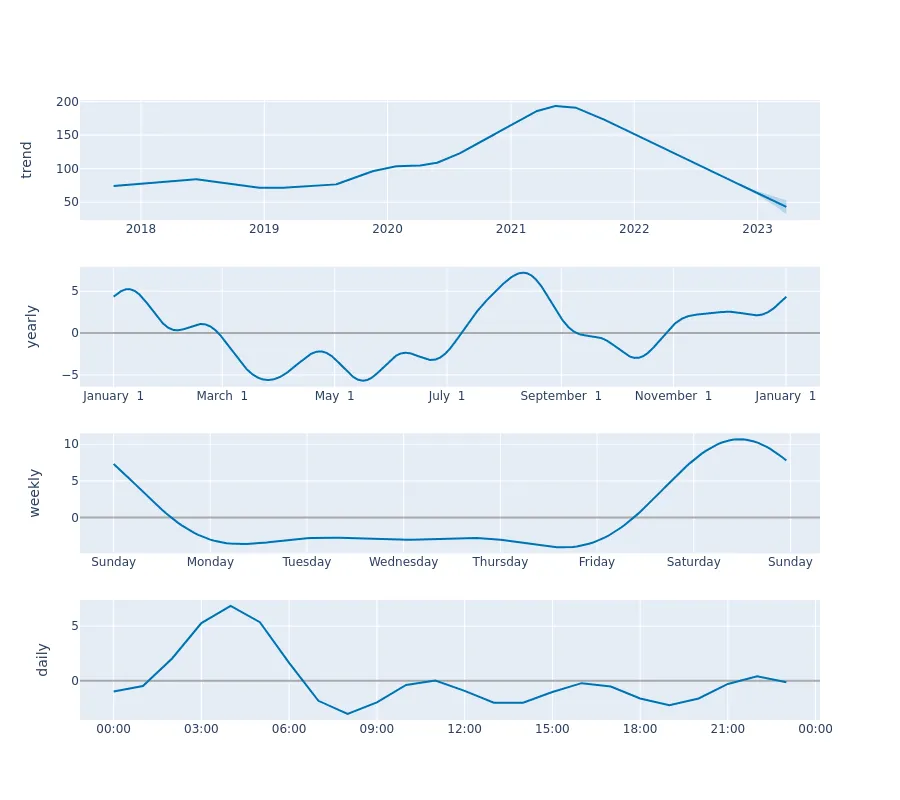 trend
200
150
100
50
2018 2019 2020 2021 2022 2023
yearly
5
0
−5
January 1 March 1 May 1 July 1 September 1 November 1 January 1
weekly
10
5
0
Sunday Monday Tuesday Wednesday Thursday Friday Saturday Sunday
daily
5
0
00:00 03:00 06:00 09:00 12:00 15:00 18:00 21:00 00:00